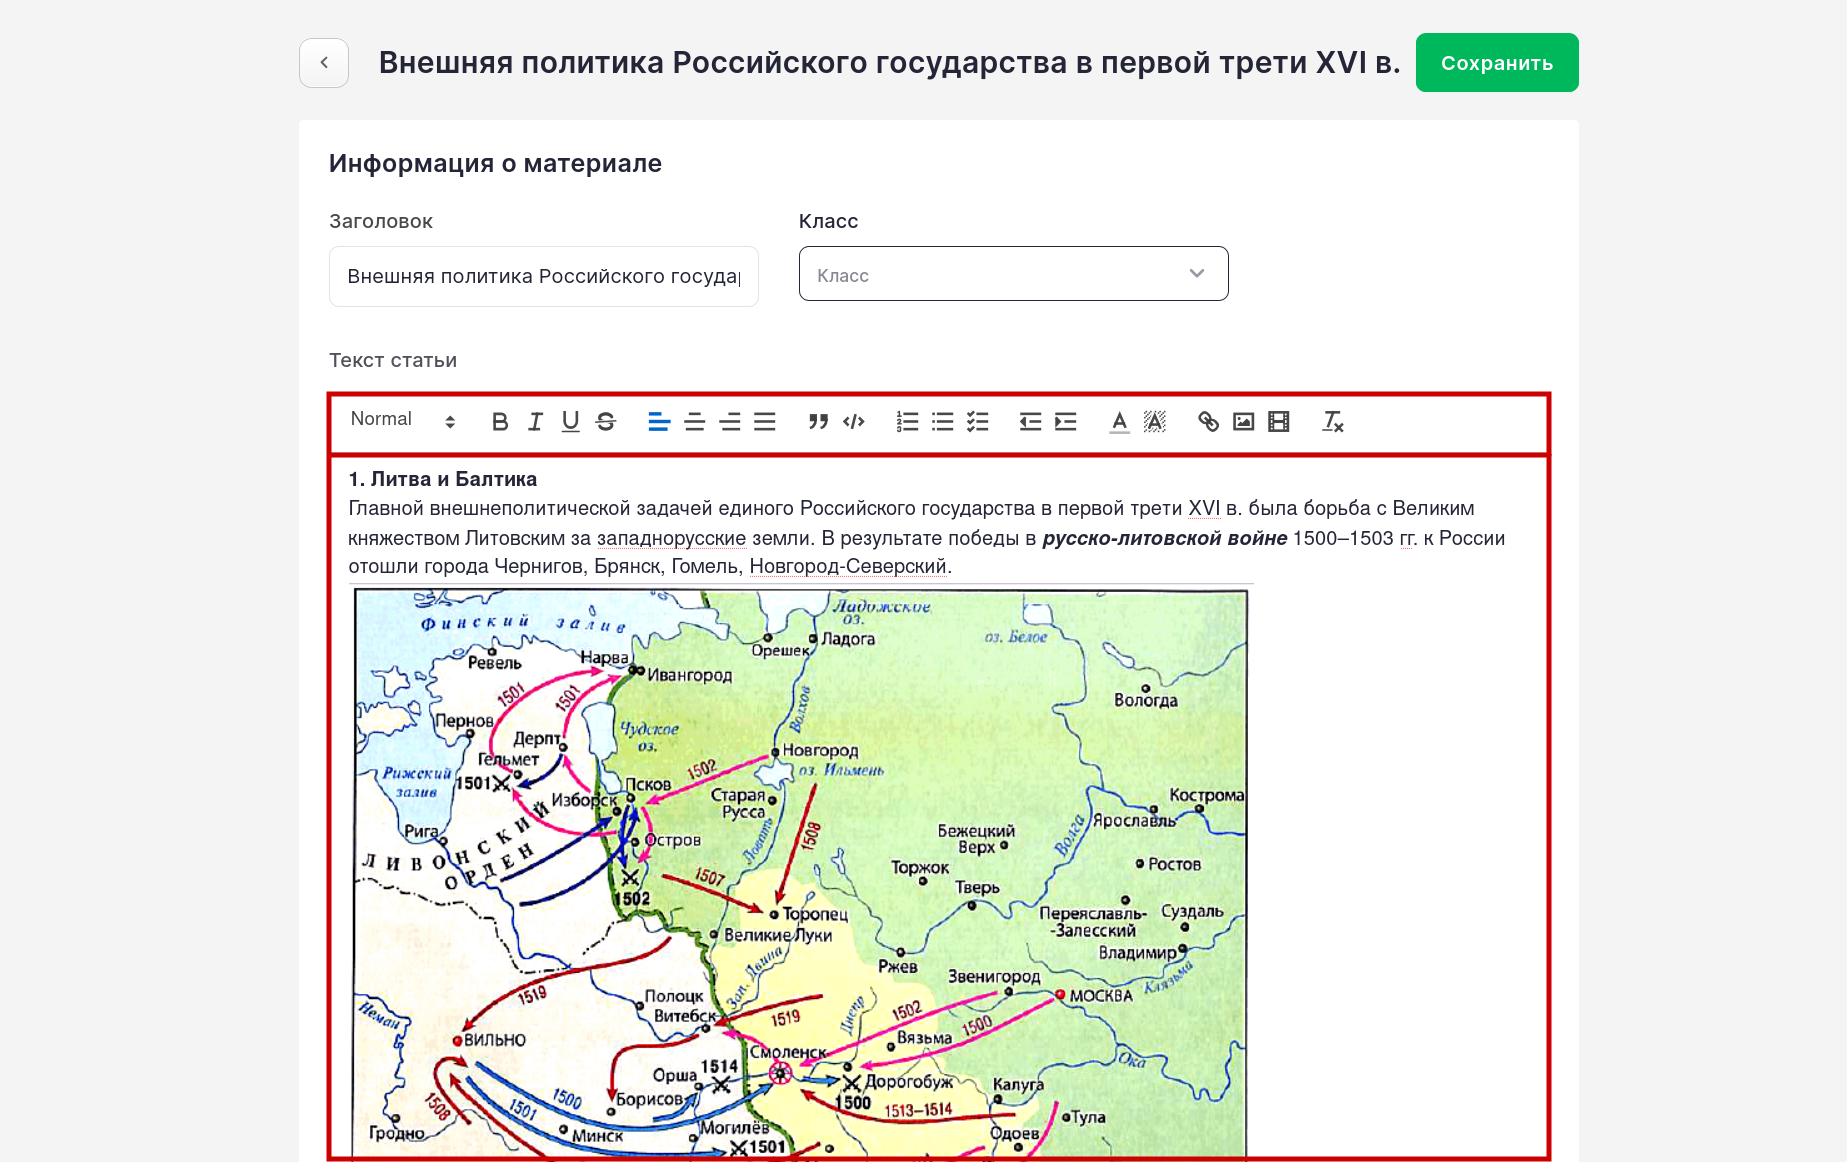 Внешняя политика Российского государства в первой трети XVI в.
Сохранить
Информация о материале
Заголовок
Класс
Внешняя политика Российского государ
Класс
Текст статьи
Normal
1. Литва и Балтика
Главной внешнеполитической задачей единого Российского государства в первой трети XVI в. была борьба с Великим
княжеством Литовским за западнорусские земли. В результате победы в русско-литовской войне 1500–1503 гг. к России
отошли города Чернигов, Брянск, Гомель, Новгород-Северский.
Финский залив
Ладожское
оз.
Ладога
Орешек
оз. Белое
Ревель
Нарва
Ивангород
1501
1501
Вологда
Волхов
Пернов
Чудское
оз.
Дерпт
Новгород
Гельмет
1502
оз. Ильмень
Рижский
залив
1501
Псков
Изборск
Старая
Русса
Кострома
Ярославль
Рига
Остров
Ловать
1508
Бежецкий
Верх
Волга
ЛИВОНСКИЙ
ОРДЕН
Торжок
Ростов
1507
Тверь
1502
Торопец
Переяславль-
-Залесский
Суздаль
Великие Луки
Владимир
Ржев
Зап. Двина
Звенигород
Клязьма
1519
Полоцк
МОСКВА
Неман
Витебск
1519
Днепр
1502
1500
ВИЛЬНО
Вязьма
Смоленск
Ока
1514
Орша
Дорогобуж
Калуга
1508
1501
1500
Борисов
1500
1513–1514
Тула
Гродно
Минск
Могилёв
1501
Одоев